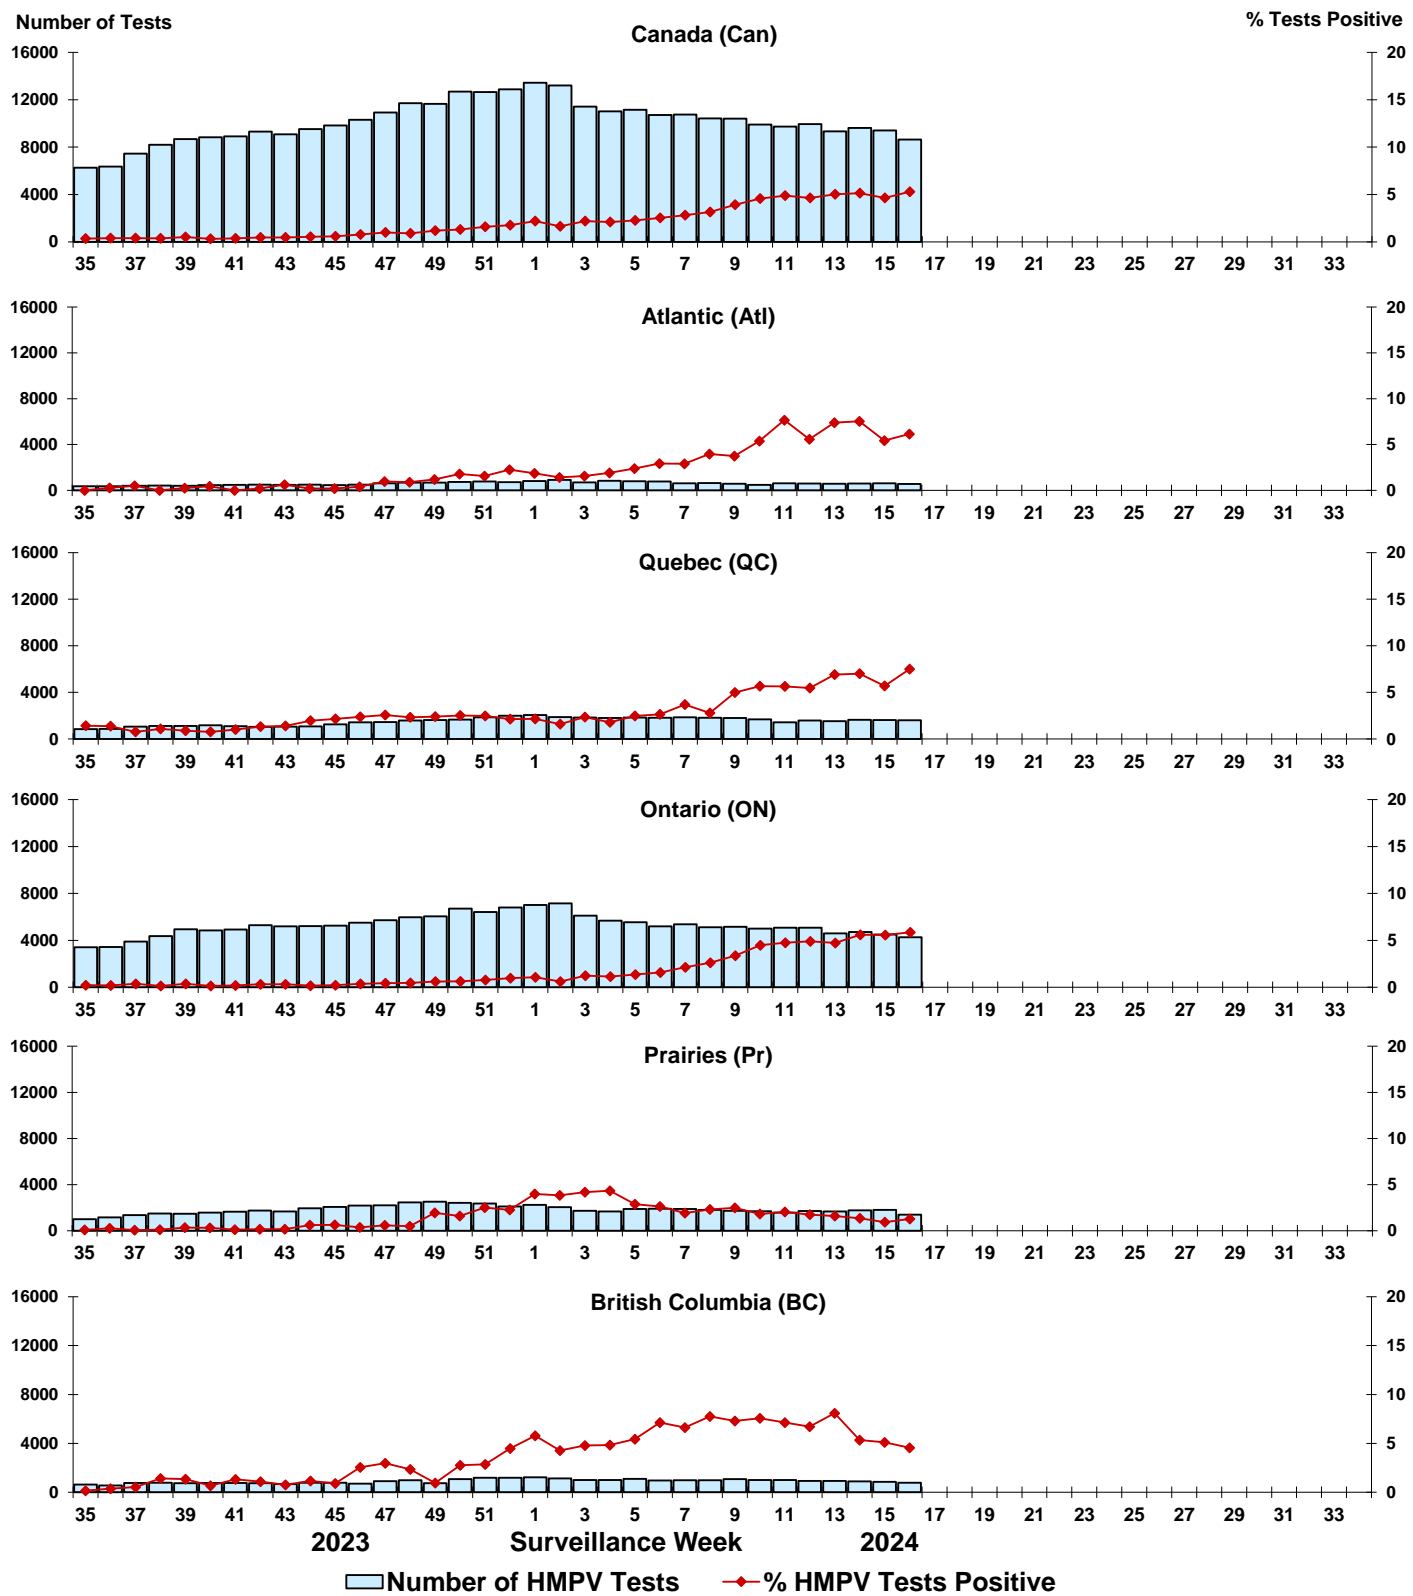 Number of Tests
% Tests Positive
Canada (Can)
16000 20
12000 15
8000 10
4000 5
0 0
35 37 39 41 43 45 47 49 51 1 3 5 7 9 11 13 15 17 19 21 23 25 27 29 31 33
Atlantic (Atl)
16000 20
12000 15
8000 10
4000 5
0 0
35 37 39 41 43 45 47 49 51 1 3 5 7 9 11 13 15 17 19 21 23 25 27 29 31 33
Quebec (QC)
16000 20
12000 15
8000 10
4000 5
0 0
35 37 39 41 43 45 47 49 51 1 3 5 7 9 11 13 15 17 19 21 23 25 27 29 31 33
Ontario (ON)
16000 20
12000 15
8000 10
4000 5
0 0
35 37 39 41 43 45 47 49 51 1 3 5 7 9 11 13 15 17 19 21 23 25 27 29 31 33
Prairies (Pr)
16000 20
12000 15
8000 10
4000 5
0 0
35 37 39 41 43 45 47 49 51 1 3 5 7 9 11 13 15 17 19 21 23 25 27 29 31 33
British Columbia (BC)
16000 20
12000 15
8000 10
4000 5
0 0
35 37 39 41 43 45 47 49 51 1 3 5 7 9 11 13 15 17 19 21 23 25 27 29 31 33
2023 Surveillance Week 2024
Number of HMPV Tests % HMPV Tests Positive